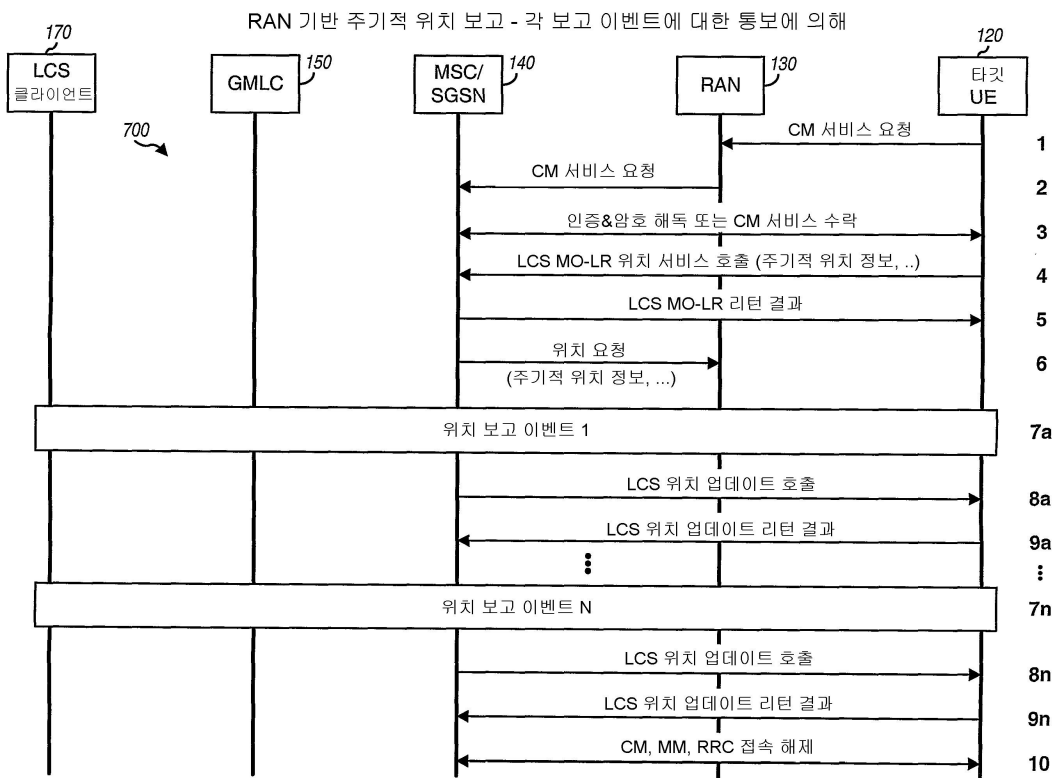 RAN 기반 주기적 위치 보고 - 각 보고 이벤트에 대한 통보에 의해
170
LCS
클라이언트
150
GMLC
140
MSC/
SGSN
130
RAN
120
타깃
UE
700
CM 서비스 요청
1
CM 서비스 요청
2
인증&암호 해독 또는 CM 서비스 수락
3
LCS MO-LR 위치 서비스 호출 (주기적 위치 정보, ..)
4
LCS MO-LR 리턴 결과
5
위치 요청
(주기적 위치 정보, ...)
6
위치 보고 이벤트 1
7a
LCS 위치 업데이트 호출
8a
LCS 위치 업데이트 리턴 결과
9a
위치 보고 이벤트 N
7n
LCS 위치 업데이트 호출
8n
LCS 위치 업데이트 리턴 결과
9n
CM, MM, RRC 접속 해제
10